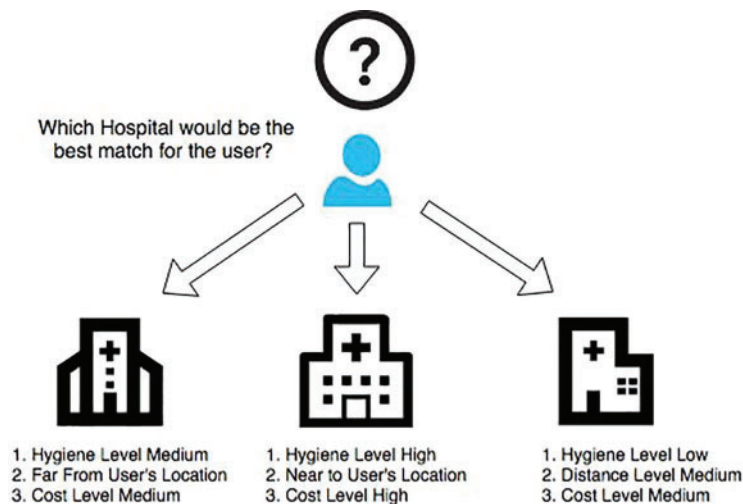 ?
Which Hospital would be the
best match for the user?
1. Hygiene Level Medium
2. Far From User's Location
3. Cost Level Medium
1. Hygiene Level High
2. Near to User's Location
3. Cost Level High
1. Hygiene Level Low
2. Distance Level Medium
3. Cost Level Medium